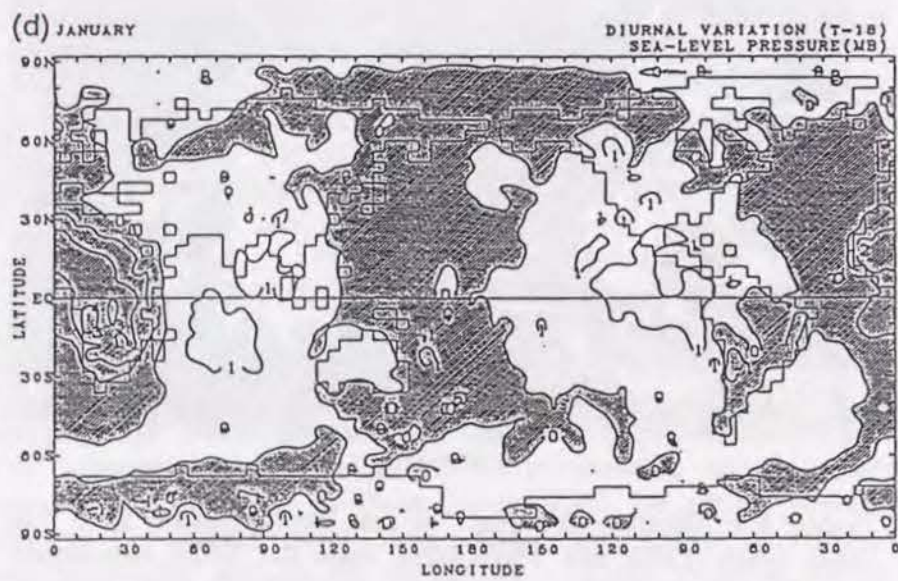 (d) JANUARY
DIURNAL VARIATION (T-18)
SEA-LEVEL PRESSURE(MB)
90N
60N
30N
EQ
30S
60S
90S
LATITUDE
0 30 60 90 120 150 180 150 120 90 60 30 0
LONGITUDE